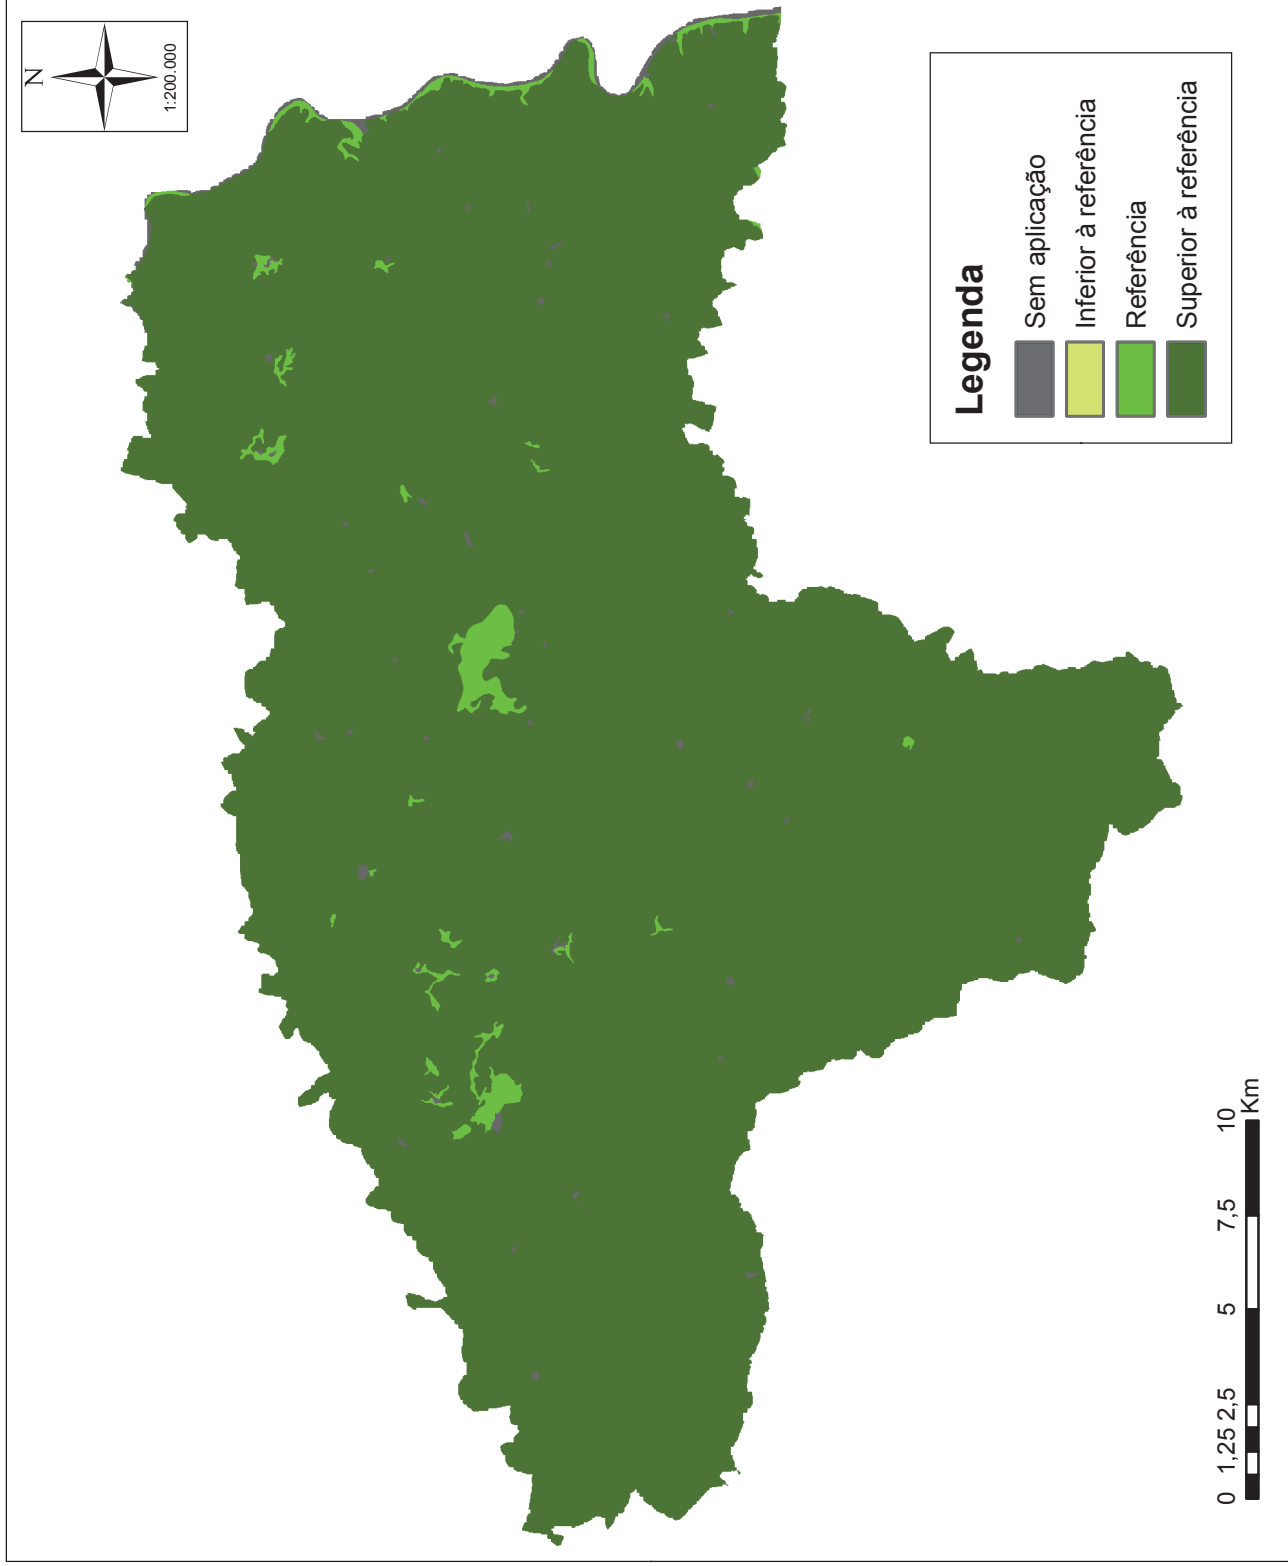 N
1:200.000
Legenda
Sem aplicação
Inferior à referência
Referência
Superior à referência
0 1,25 2,5 5 7,5 10
Km